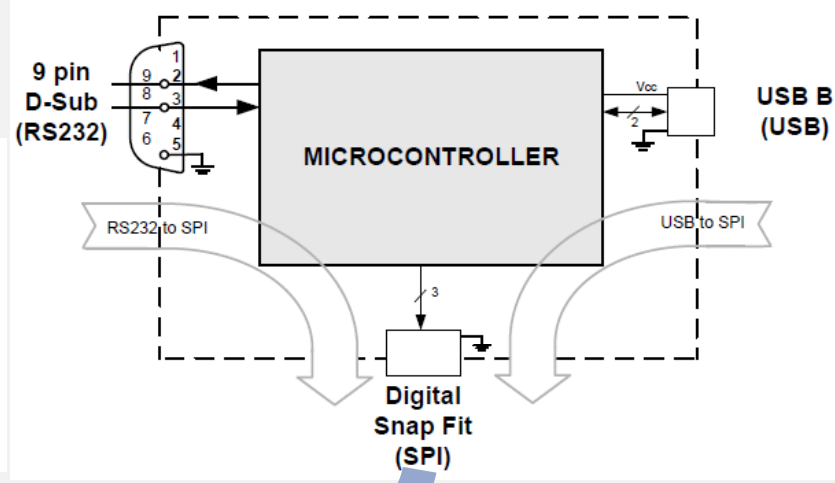 9 pin
D-Sub
(RS232)
1
9 2
8 3
7 4
6 5
MICROCONTROLLER
Vcc
2
USB B
(USB)
RS232 to SPI
USB to SPI
3
Digital
Snap Fit
(SPI)